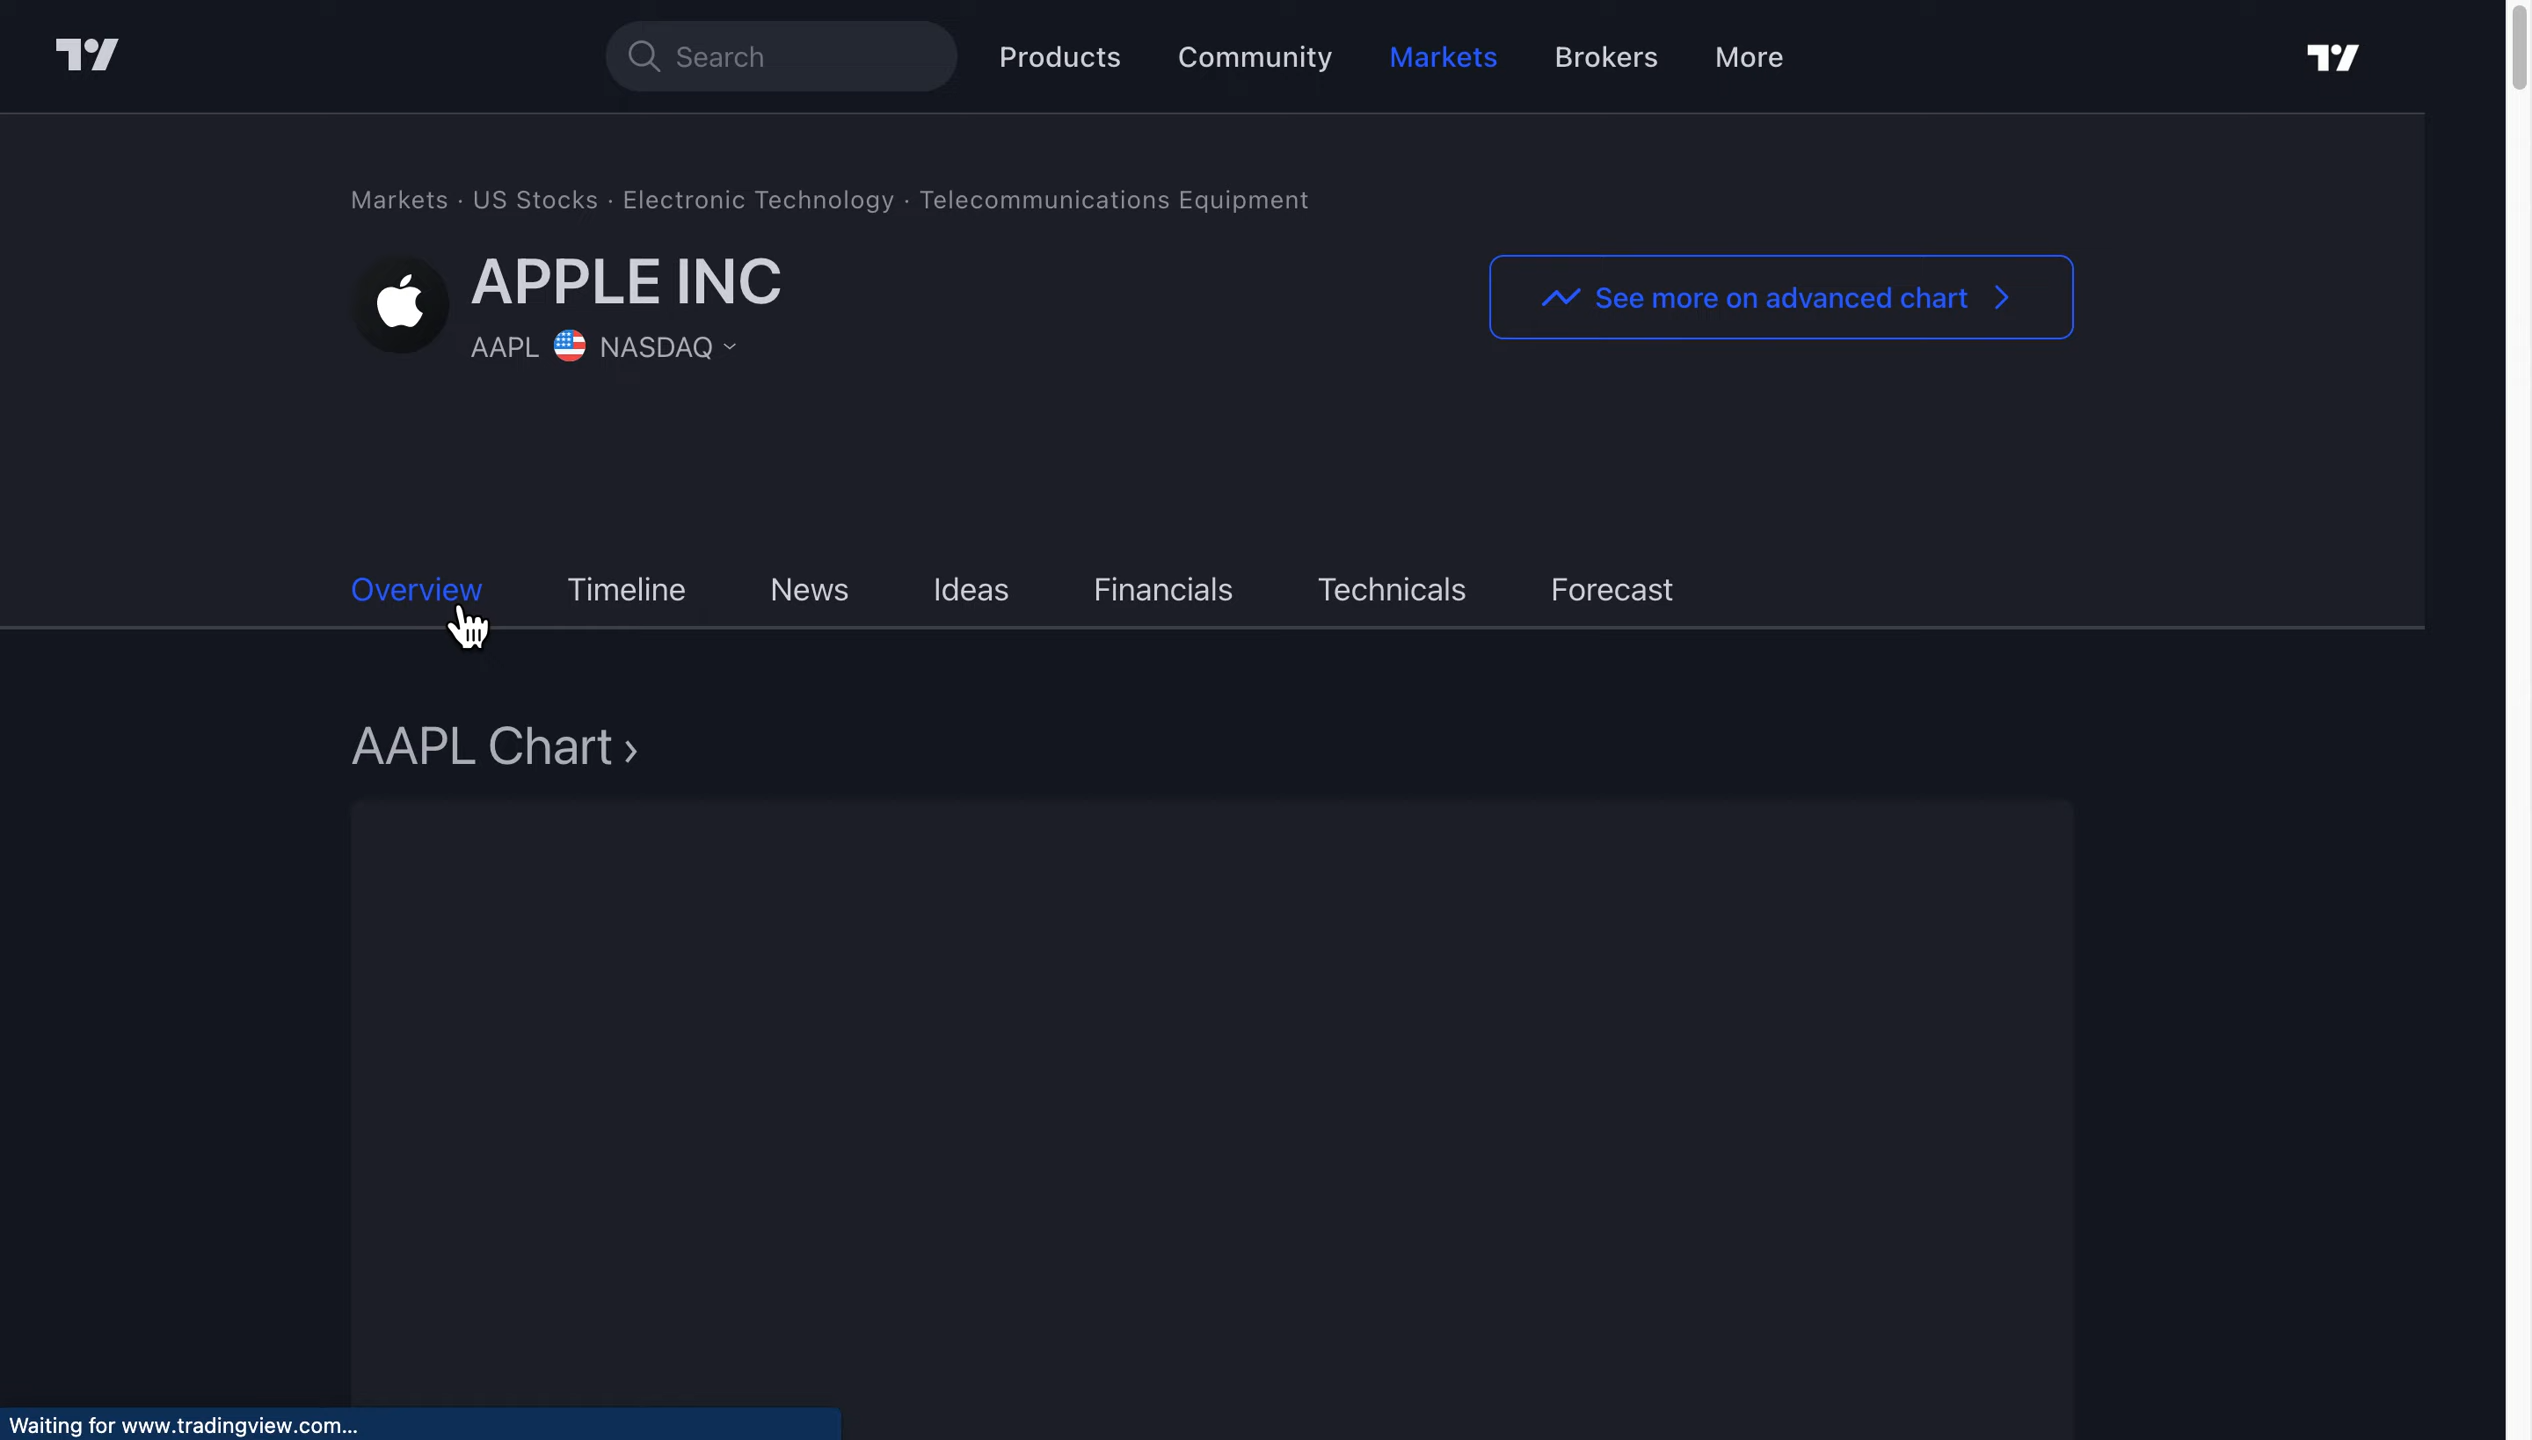 Search
Products
Community
Markets
Brokers
More
Markets · US Stocks · Electronic Technology · Telecommunications Equipment
APPLE INC
AAPL NASDAQ
See more on advanced chart
Overview
Timeline
News
Ideas
Financials
Technicals
Forecast
AAPL Chart ›
Waiting for www.tradingview.com...